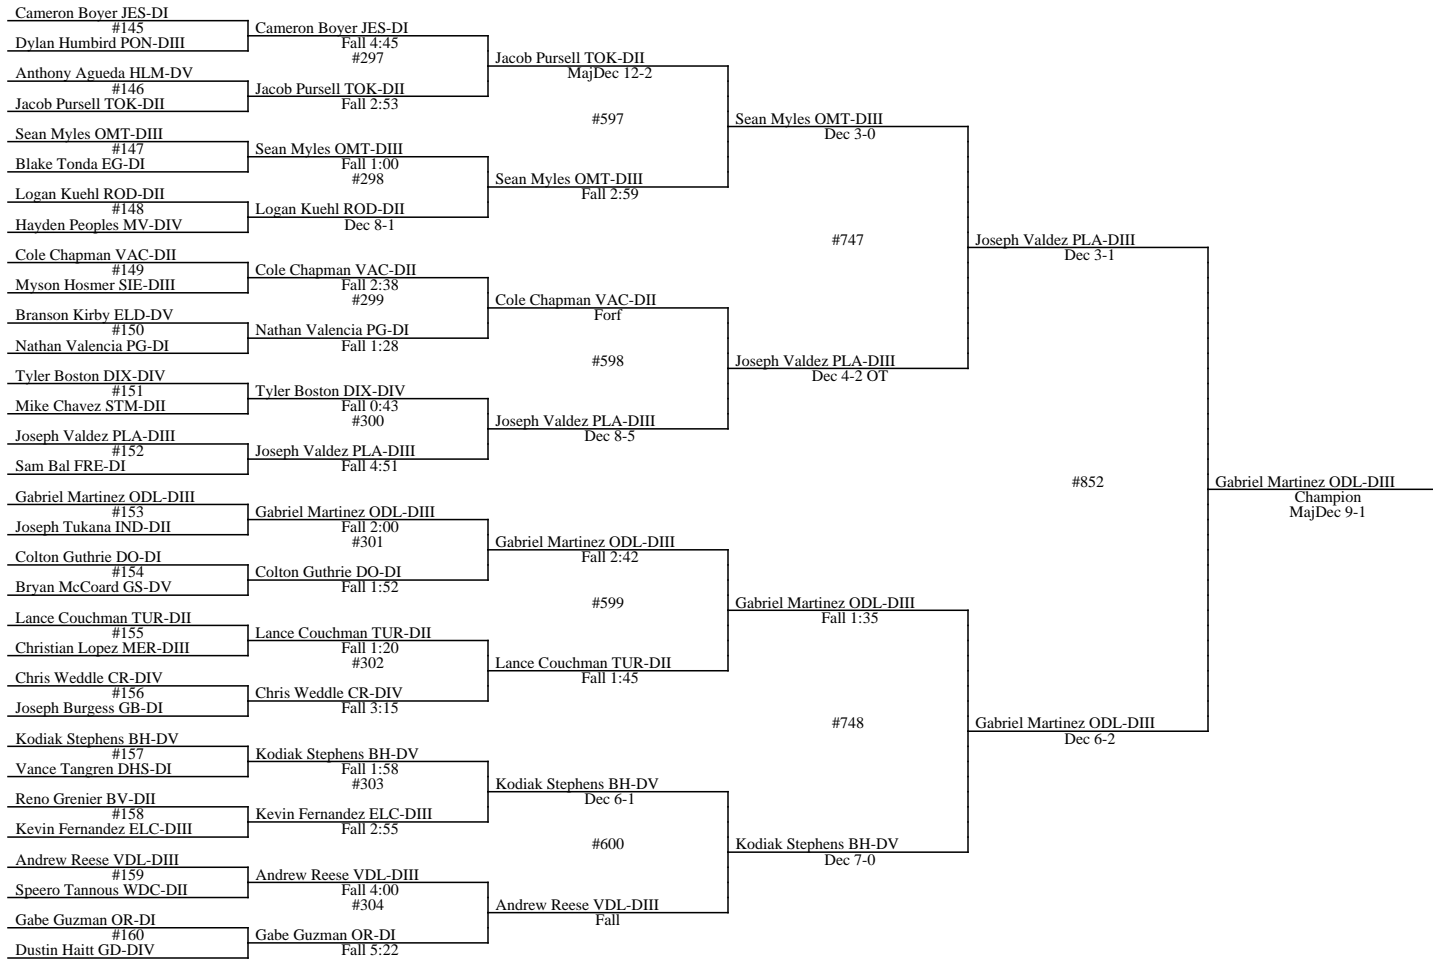 Cameron Boyer JES-DI
#145
Dylan Humbird PON-DIII
Anthony Agueda HLM-DV
#146
Jacob Pursell TOK-DII
Sean Myles OMT-DIII
#147
Blake Tonda EG-DI
Logan Kuehl ROD-DII
#148
Hayden Peoples MV-DIV
Cole Chapman VAC-DII
#149
Myson Hosmer SIE-DIII
Branson Kirby ELD-DV
#150
Nathan Valencia PG-DI
Tyler Boston DIX-DIV
#151
Mike Chavez STM-DII
Joseph Valdez PLA-DIII
#152
Sam Bal FRE-DI
Gabriel Martinez ODL-DIII
#153
Joseph Tukana IND-DII
Colton Guthrie DO-DI
#154
Bryan McCoard GS-DV
Lance Couchman TUR-DII
#155
Christian Lopez MER-DIII
Chris Weddle CR-DIV
#156
Joseph Burgess GB-DI
Kodiak Stephens BH-DV
#157
Vance Tangren DHS-DI
Reno Grenier BV-DII
#158
Kevin Fernandez ELC-DIII
Andrew Reese VDL-DIII
#159
Speero Tannous WDC-DII
Gabe Guzman OR-DI
#160
Dustin Haitt GD-DIV
Cameron Boyer JES-DI
Fall 4:45
#297
Jacob Pursell TOK-DII
Fall 2:53
Sean Myles OMT-DIII
Fall 1:00
#298
Logan Kuehl ROD-DII
Dec 8-1
Cole Chapman VAC-DII
Fall 2:38
#299
Nathan Valencia PG-DI
Fall 1:28
Tyler Boston DIX-DIV
Fall 0:43
#300
Joseph Valdez PLA-DIII
Fall 4:51
Gabriel Martinez ODL-DIII
Fall 2:00
#301
Colton Guthrie DO-DI
Fall 1:52
Lance Couchman TUR-DII
Fall 1:20
#302
Chris Weddle CR-DIV
Fall 3:15
Kodiak Stephens BH-DV
Fall 1:58
#303
Kevin Fernandez ELC-DIII
Fall 2:55
Andrew Reese VDL-DIII
Fall 4:00
#304
Gabe Guzman OR-DI
Fall 5:22
Jacob Pursell TOK-DII
MajDec 12-2
#597
Sean Myles OMT-DIII
Fall 2:59
Cole Chapman VAC-DII
Forf
#598
Joseph Valdez PLA-DIII
Dec 8-5
Gabriel Martinez ODL-DIII
Fall 2:42
#599
Lance Couchman TUR-DII
Fall 1:45
Kodiak Stephens BH-DV
Dec 6-1
#600
Andrew Reese VDL-DIII
Fall
Sean Myles OMT-DIII
Dec 3-0
#747
Joseph Valdez PLA-DIII
Dec 4-2 OT
Gabriel Martinez ODL-DIII
Fall 1:35
#748
Kodiak Stephens BH-DV
Dec 7-0
Joseph Valdez PLA-DIII
Dec 3-1
#852
Gabriel Martinez ODL-DIII
Dec 6-2
Gabriel Martinez ODL-DIII
Champion
MajDec 9-1